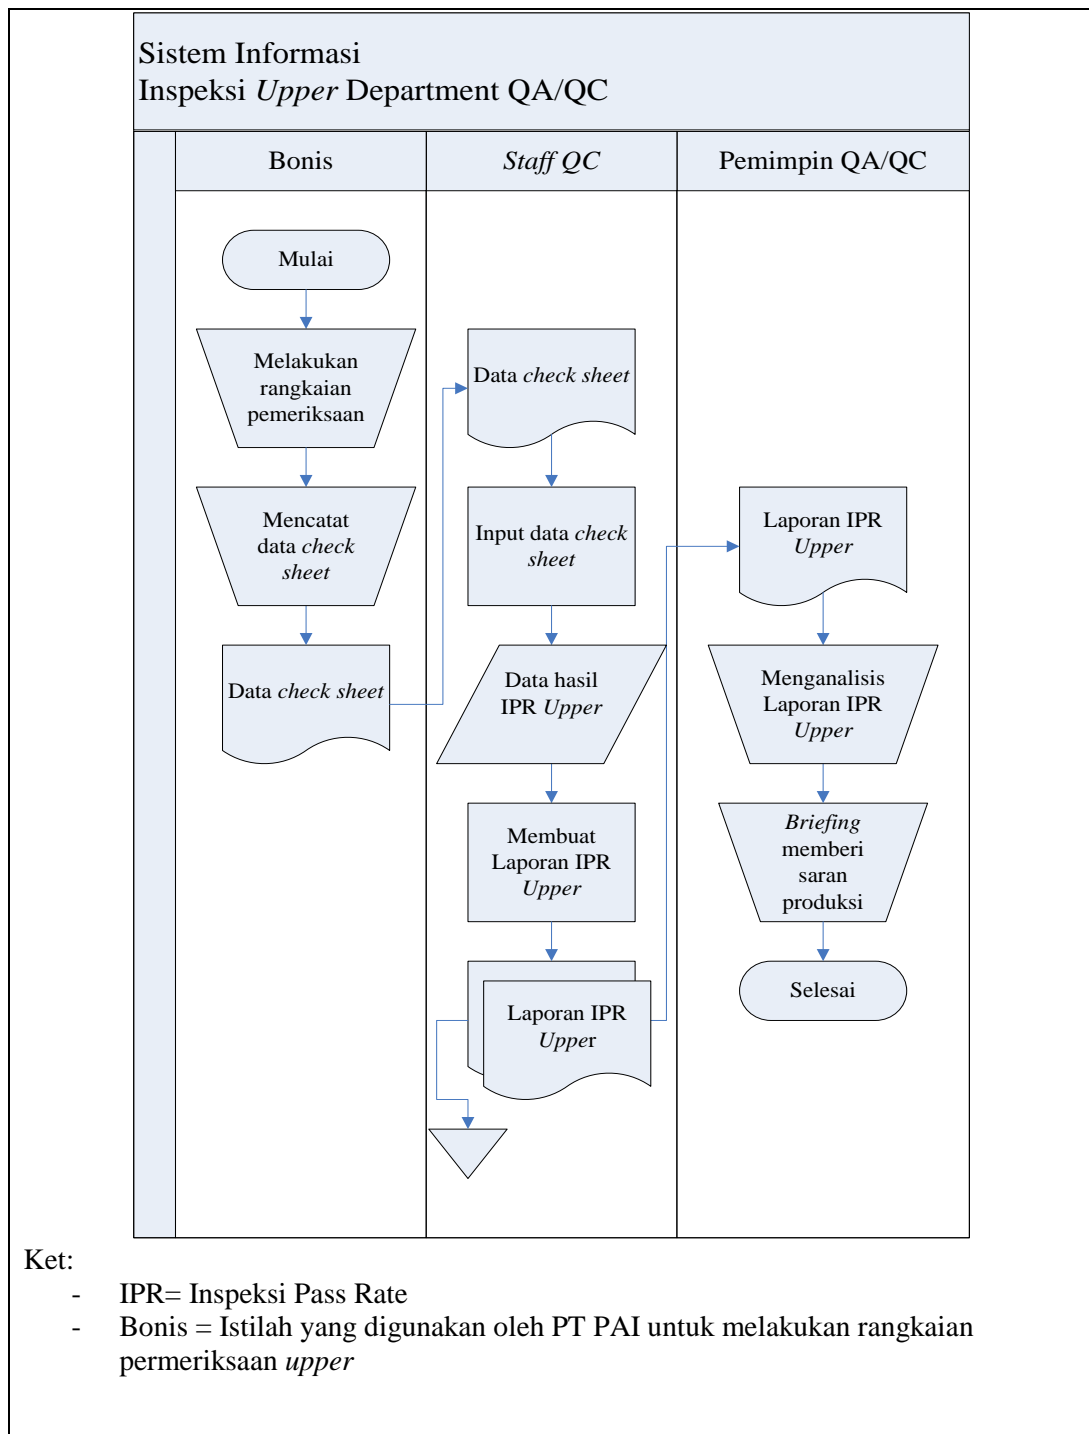 Sistem Informasi
Inspeksi Upper Department QA/QC
Bonis
Staff QC
Pemimpin QA/QC
Mulai
Melakukan
rangkaian
pemeriksaan
Mencatat
data check
sheet
Data check sheet
Data check sheet
Input data check
sheet
Data hasil
IPR Upper
Membuat
Laporan IPR
Upper
Laporan IPR
Upper
Laporan IPR
Upper
Menganalisis
Laporan IPR
Upper
Briefing
memberi
saran
produksi
Selesai
Ket:
- IPR= Inspeksi Pass Rate
- Bonis = Istilah yang digunakan oleh PT PAI untuk melakukan rangkaian
permeriksaan upper